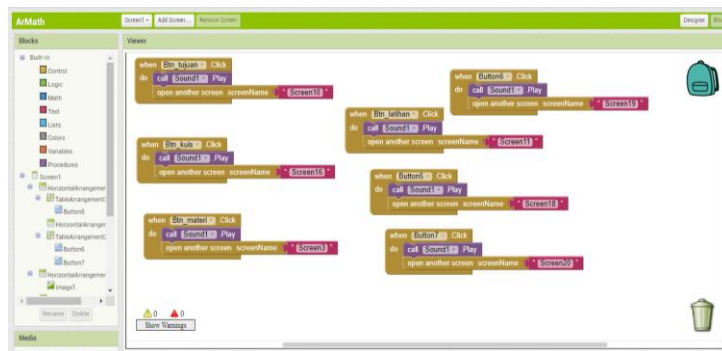 ArMath
Screen1
Add Screen ...
Remove Screen
Designer
Blocks
Viewer
Built-in
Control
Logic
Math
Text
Lists
Colors
Variables
Procedures
Screen1
HorizontalArrangement
TableArrangement
Button5
HorizontalArranger
TableArrangement
Button6
Button7
HorizontalArrangemer
Image1
Rename Delete
Media
when Btn_tujuan .Click
do call Sound1 .Play
open another screen screenName " Screen10 "
when Btn_kuis .Click
do call Sound1 .Play
open another screen screenName " Screen16 "
when Btn_materi .Click
do call Sound1 .Play
open another screen screenName " Screen3 "
when Btn_latihan .Click
do call Sound1 .Play
open another screen screenName " Screen11 "
when Button6 .Click
do call Sound1 .Play
open another screen screenName " Screen19 "
when Button5 .Click
do call Sound1 .Play
open another screen screenName " Screen18 "
when Button7 .Click
do call Sound1 .Play
open another screen screenName " Screen20 "
0 0
Show Warnings